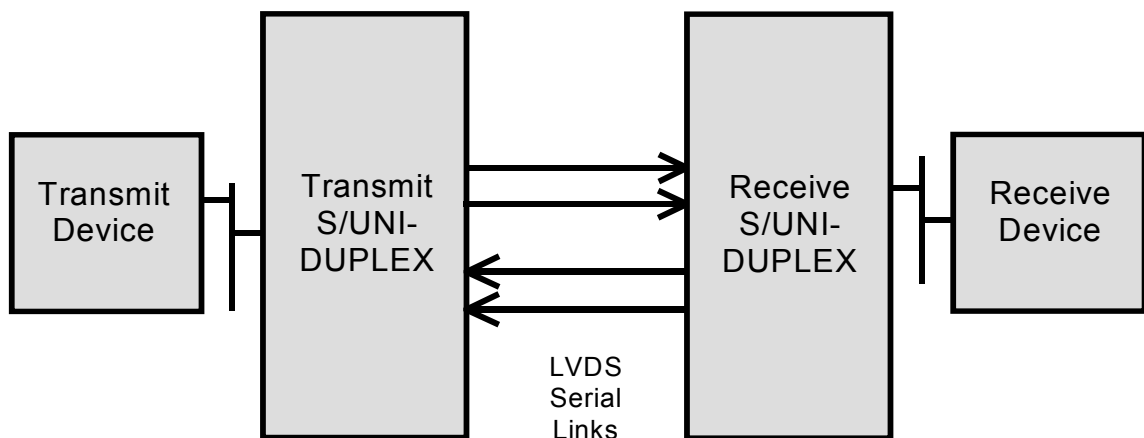 Transmit
Device
Transmit
S/UNI-
DUPLEX
LVDS
Serial
Links
Receive
S/UNI-
DUPLEX
Receive
Device